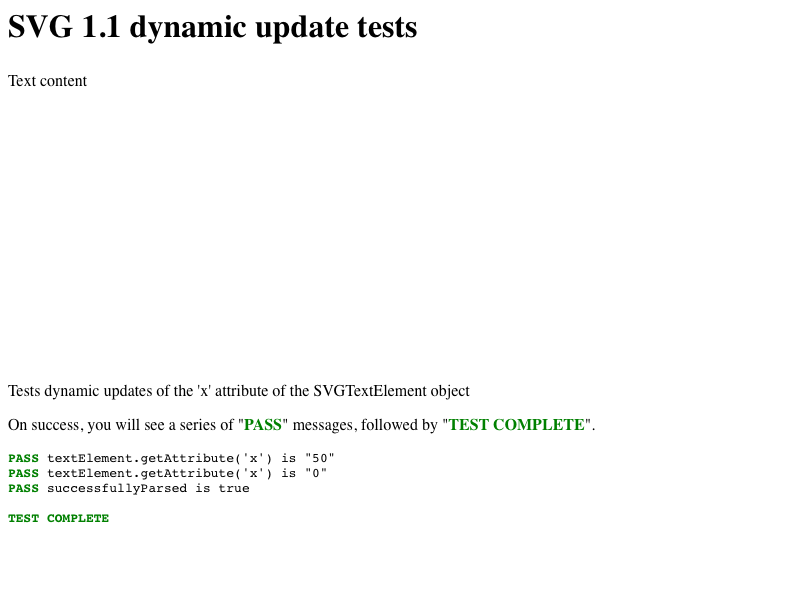 SVG 1.1 dynamic update tests
Text content
Tests dynamic updates of the 'x' attribute of the SVGTextElement object
On success, you will see a series of "PASS" messages, followed by "TEST COMPLETE".
PASS textElement.getAttribute('x') is "50"
PASS textElement.getAttribute('x') is "0"
PASS successfullyParsed is true
TEST COMPLETE